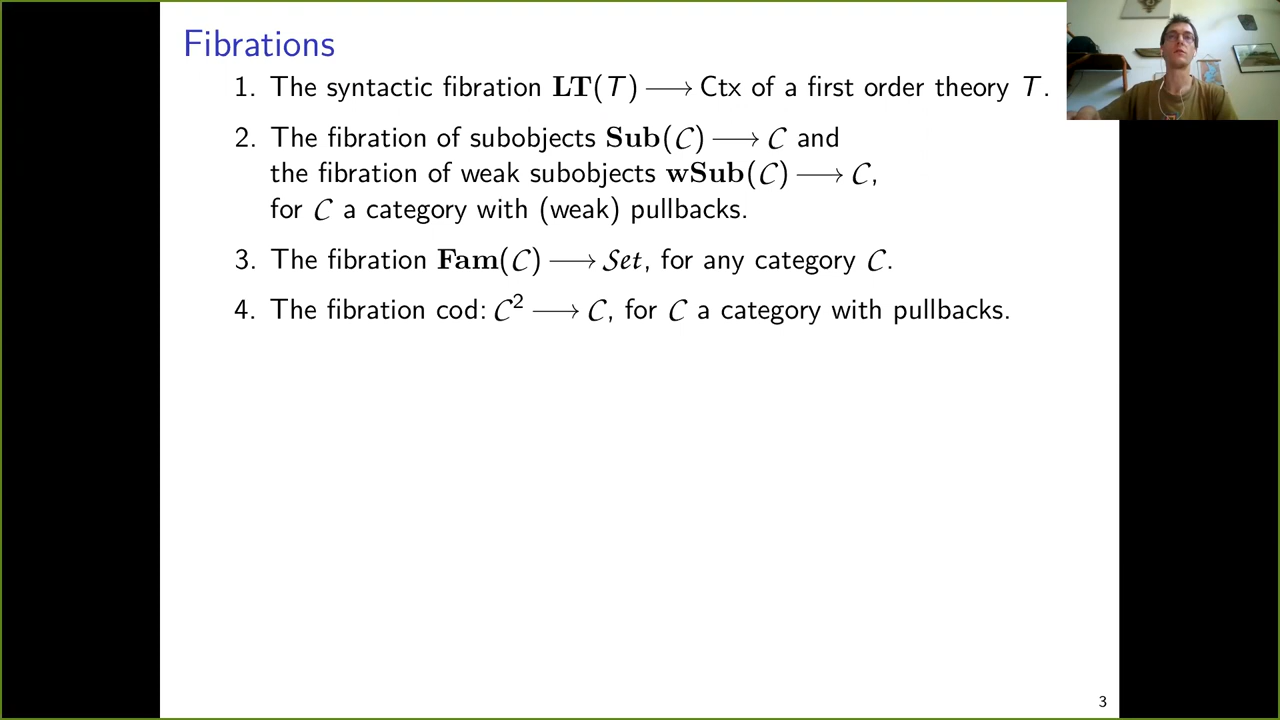 Fibrations
1. The syntactic fibration LT(T) ⟶ Ctx of a first order theory T.
2. The fibration of subobjects Sub(𝒞) ⟶ 𝒞 and
the fibration of weak subobjects wSub(𝒞) ⟶ 𝒞,
for 𝒞 a category with (weak) pullbacks.
3. The fibration Fam(𝒞) ⟶ 𝒮et, for any category 𝒞.
4. The fibration cod: 𝒞² ⟶ 𝒞, for 𝒞 a category with pullbacks.
3